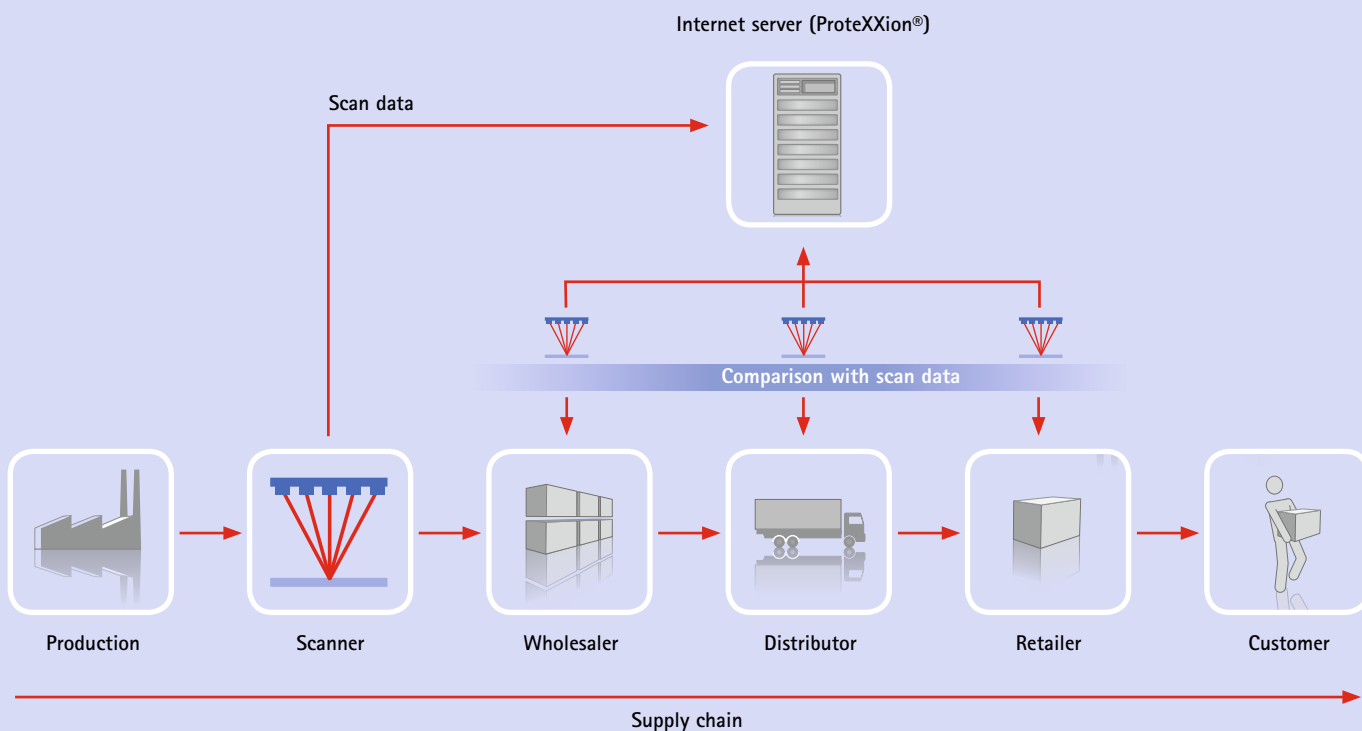 Internet server (ProteXXion®)
Scan data
Comparison with scan data
Production
Scanner
Wholesaler
Distributor
Retailer
Customer
Supply chain